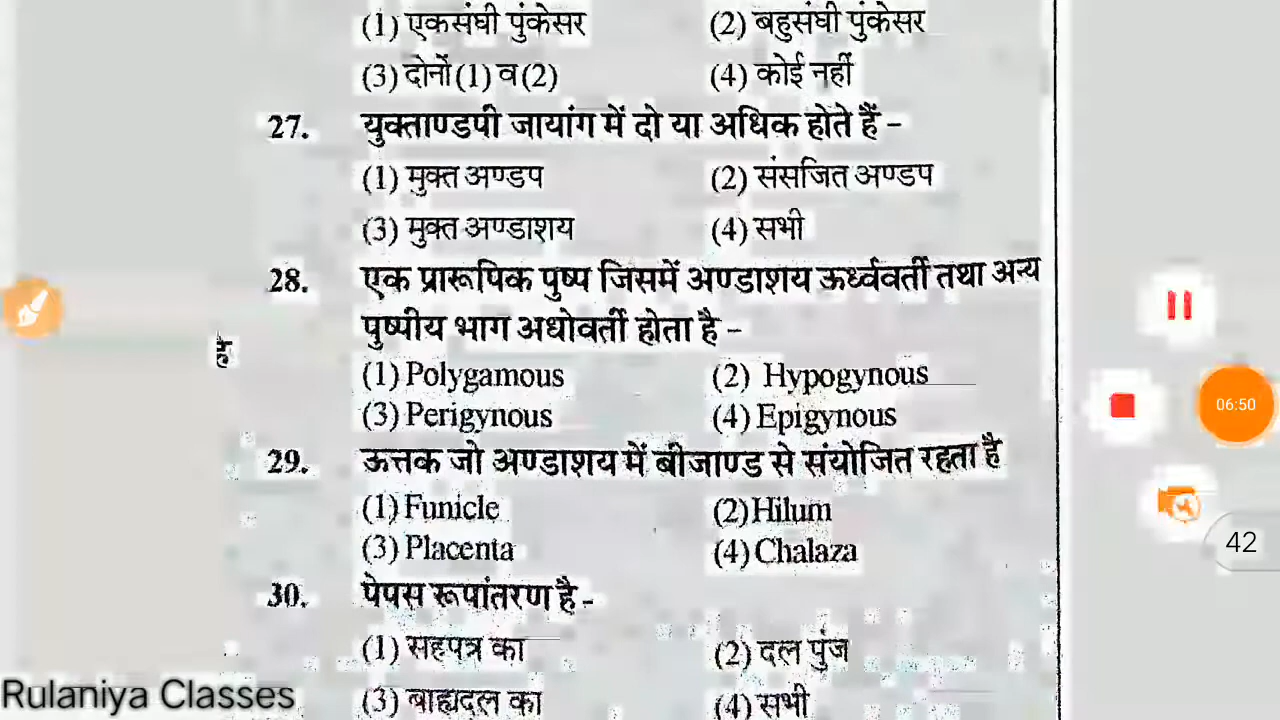 (1) एकसंघी पुंकेसर (2) बहुसंघी पुंकेसर
(3) दोनों (1) व (2) (4) कोई नहीं
27. युक्ताण्डपी जायांग में दो या अधिक होते हैं -
(1) मुक्त अण्डप (2) संसजित अण्डप
(3) मुक्त अण्डाशय (4) सभी
28. एक प्रारूपिक पुष्प जिसमें अण्डाशय ऊर्ध्ववर्ती तथा अन्य
पुष्पीय भाग अधोवर्ती होता है -
है
(1) Polygamous (2) Hypogynous
(3) Perigynous (4) Epigynous
29. ऊत्तक जो अण्डाशय में बीजाण्ड से संयोजित रहता है
(1) Funicle (2) Hilum
(3) Placenta (4) Chalaza
30. पेपस रूपांतरण है -
(1) सहपत्र का (2) दल पुंज
(3) बाह्यदल का (4) सभी
06:50
42
Rulaniya Classes